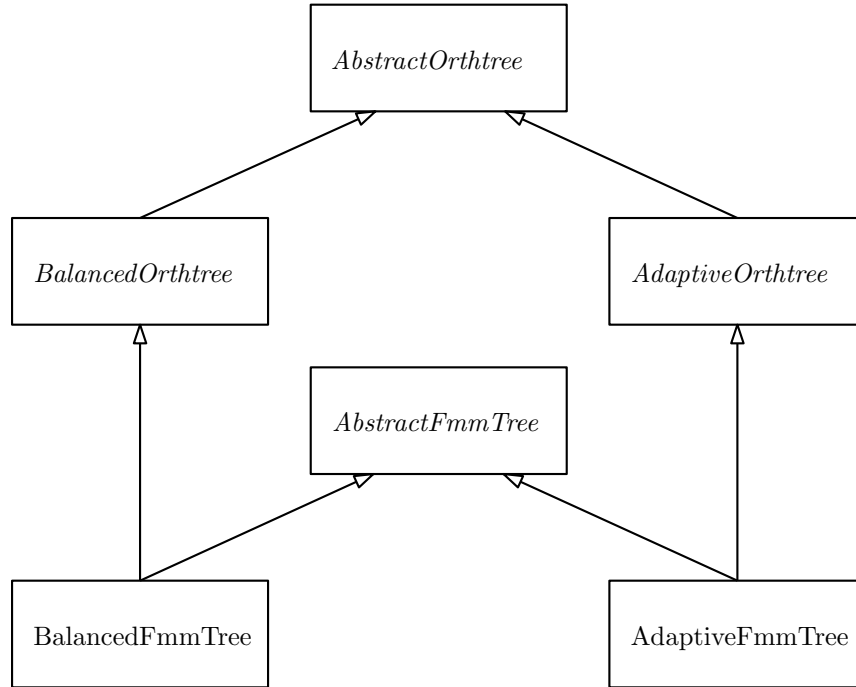 AbstractOrthtree
BalancedOrthtree
AdaptiveOrthtree
AbstractFmmTree
BalancedFmmTree
AdaptiveFmmTree